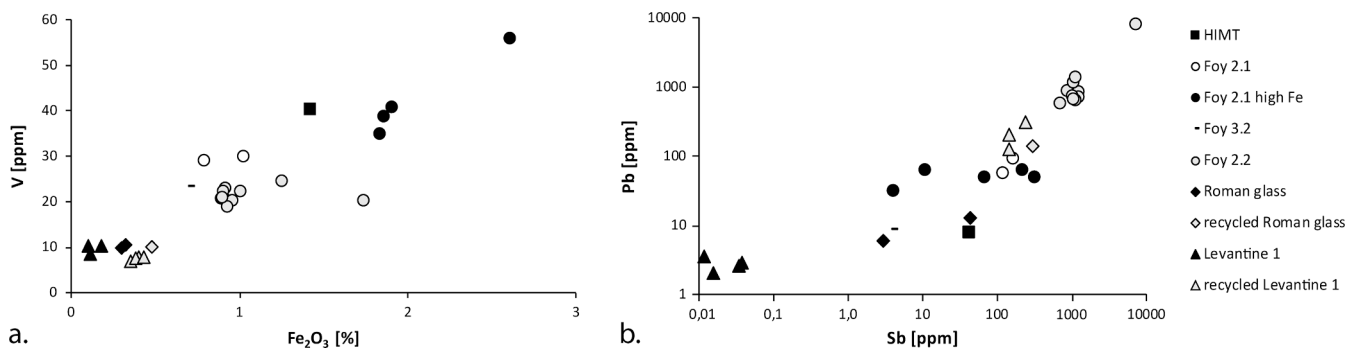 60
50
40
30
20
10
0
V [ppm]
0
1
2
3
Fe₂O₃ [%]
a.
10000
1000
100
10
1
Pb [ppm]
0,01
0,1
1,0
10
100
1000
10000
Sb [ppm]
b.
HIMT
Foy 2.1
Foy 2.1 high Fe
Foy 3.2
Foy 2.2
Roman glass
recycled Roman glass
Levantine 1
recycled Levantine 1